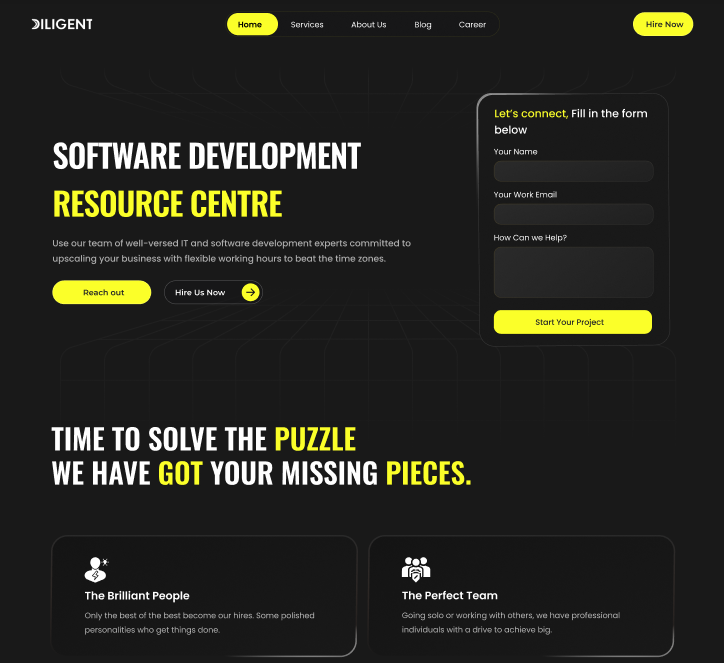 DILIGENT
Home Services About Us Blog Career
Hire Now
SOFTWARE DEVELOPMENT
RESOURCE CENTRE
Use our team of well-versed IT and software development experts committed to
upscaling your business with flexible working hours to beat the time zones.
Reach out
Hire Us Now
Let's connect, Fill in the form
below
Your Name
Your Work Email
How Can we Help?
Start Your Project
TIME TO SOLVE THE PUZZLE
WE HAVE GOT YOUR MISSING PIECES.
The Brilliant People
Only the best of the best become our hires. Some polished
personalities who get things done.
The Perfect Team
Going solo or working with others, we have professional
individuals with a drive to achieve big.